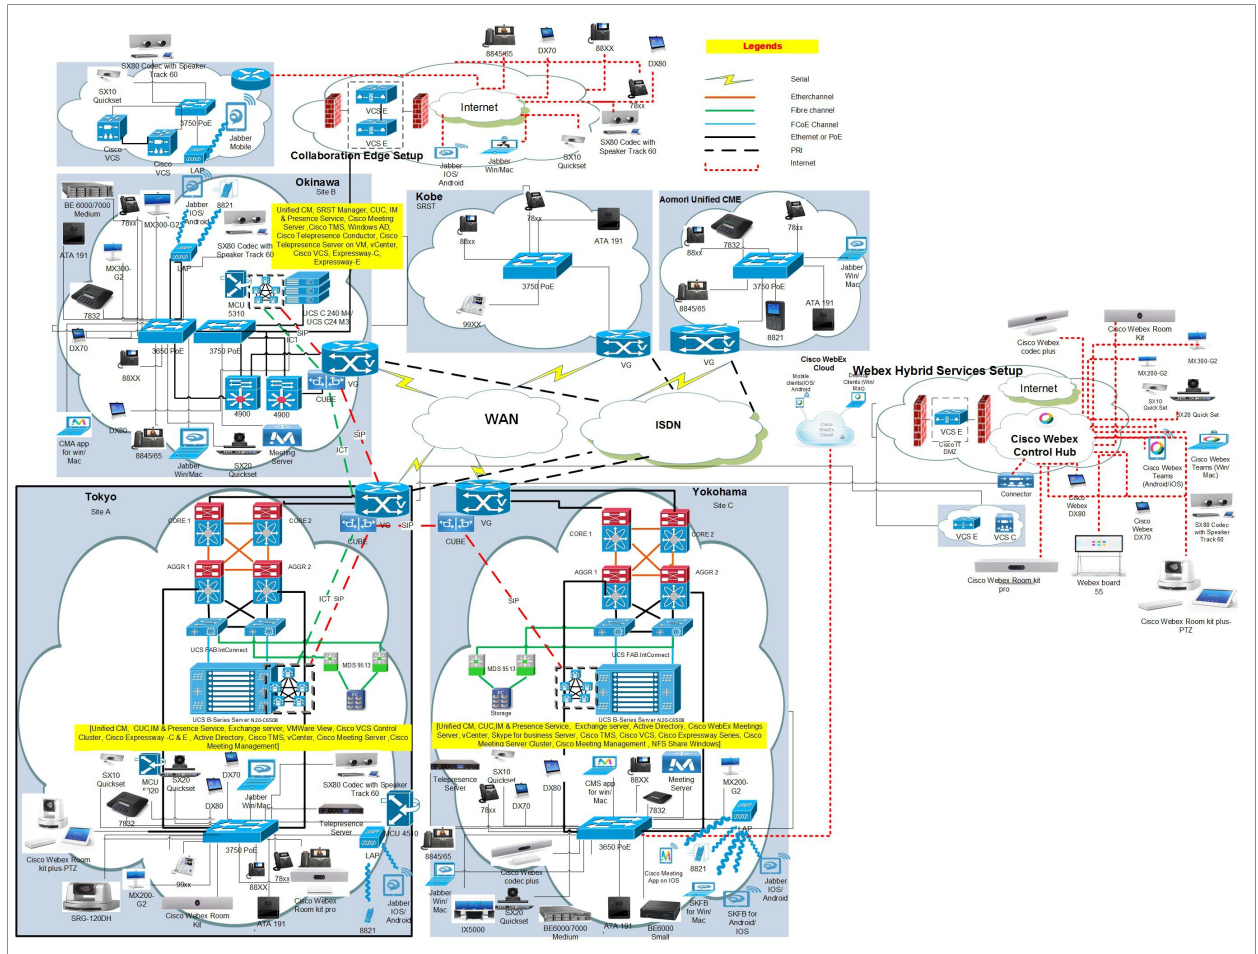 Legends
Serial
Etherchannel
Fibre channel
FCoE Channel
Ethernet or PoE
PRI
Internet
SX80 Codec with Speaker
Track 60
SX10
Quickset
3750 PoE
Cisco
VCS
Cisco
VCS
LAP
Jabber
Mobile
VCS E
VCS E
Collaboration Edge Setup
Internet
8845/65
DX70
88XX
DX80
78xx
Jabber
IOS/
Android
Jabber
Win/Mac
SX10
Quickset
SX80 Codec with
Speaker Track 60
Okinawa
Site B
BE 6000/7000
Medium
78xx
MX300-G2
Jabber
IOS/
Android
8821
ATA 191
MX300-
G2
LAP
SX80 Codec with
Speaker Track 60
Unified CM, SRST Manager, CUC, IM
& Presence Service, Cisco Meeting
Server ,Cisco TMS, Windows AD,
Cisco Telepresence Conductor, Cisco
Telepresence Server on VM, vCenter,
Cisco VCS, Expressway-C,
Expressway-E
7832
MCU
5310
UCS C 240 M4/
UCS C24 M3
SIP
ICT
DX70
3650 PoE
3750 PoE
88XX
VG
CUBE
4900
4900
DX80
CMA app
for win/
Mac
8845/65
Jabber
Win/Mac
SX20
Quickset
Meeting
Server
SIP
ICT
Kobe
SRST
88xx
78xx
ATA 191
3750 PoE
99XX
VG
Aomori Unified CME
88xx
7832
78xx
Jabber
Win/
Mac
3750 PoE
8845/65
8821
ATA 191
VG
WAN
ISDN
Cisco WebEx
Cloud
Mobile
clients(IOS/
Android)
Desktop
Clients (Win/
Mac)
Cisco
WebEx
Cloud
Webex Hybrid Services Setup
Cisco Webex
codec plus
Cisco Webex Room
Kit
MX300-G2
MX200-G2
SX10
Quick Set
SX20 Quick Set
Internet
VCS E
Cisco IT
DMZ
Cisco Webex
Control Hub
Cisco Webex
Teams
(Android/iOS)
Cisco Webex
Teams (Win/
Mac)
Connector
Cisco
Webex
DX80
Cisco
Webex
DX70
SX80 Codec
with Speaker
Track 60
VCS E
VCS C
Cisco Webex Room kit
pro
Webex board
55
Cisco Webex Room kit plus-
PTZ
Tokyo
Site A
CORE 1
CORE 2
VG
SIP
CUBE
AGGR 1
AGGR 2
ICT
SIP
UCS FAB.IntConnect
MDS 9513
UCS B-Series Server N20-C6508
[Unified CM, CUC,IM & Presence Service, Exchange server, VMWare View, Cisco VCS Control
Cluster, Cisco Expressway -C & E , Active Directory, Cisco TMS, vCenter, Cisco Meeting Server ,Cisco
Meeting Management]
SX10
Quickset
MCU
SX20
Quickset
DX70
DX80
Jabber
Win/Mac
SX80 Codec with Speaker
Track 60
7832
Telepresence
Server
MCU 4510
3750 PoE
LAP
Cisco Webex Room
kit plus-PTZ
MX200-
G2
99xx
88XX
78xx
Cisco Webex
Room kit pro
Jabber
IOS/
Android
SRG-120DH
Cisco Webex Room
Kit
ATA 191
8821
Yokohama
Site C
VG
CUBE
CORE 1
CORE 2
AGGR 1
AGGR 2
SIP
UCS FAB.IntConnect
MDS 9513
Storage
UCS B-Series Server N20-C6508
[Unified CM, CUC,IM & Presence Service, Exchange server, Active Directory, Cisco WebEx Meetings
Server, vCenter, Skype for business Server, Cisco TMS, Cisco VCS, Cisco Expressway Series, Cisco
Meeting Server Cluster, Cisco Meeting Management , NFS Share Windows]
Telepresence
Server
SX10
Quickset
CMS app
for win/
Mac
88XX
Meeting
Server
MX200-
G2
78xx
DX70
DX80
7832
LAP
3650 PoE
8845/65
Cisco Webex
codec plus
Cisco Meeting
App on IOS
8821
Jabber
Win/
Mac
IX5000
SX20
Quickset
BE6000/7000
Medium
ATA 191
BE6000
Small
SKFB
for Win/
Mac
SKFB for
Android/
IOS
Jabber
IOS/
Android